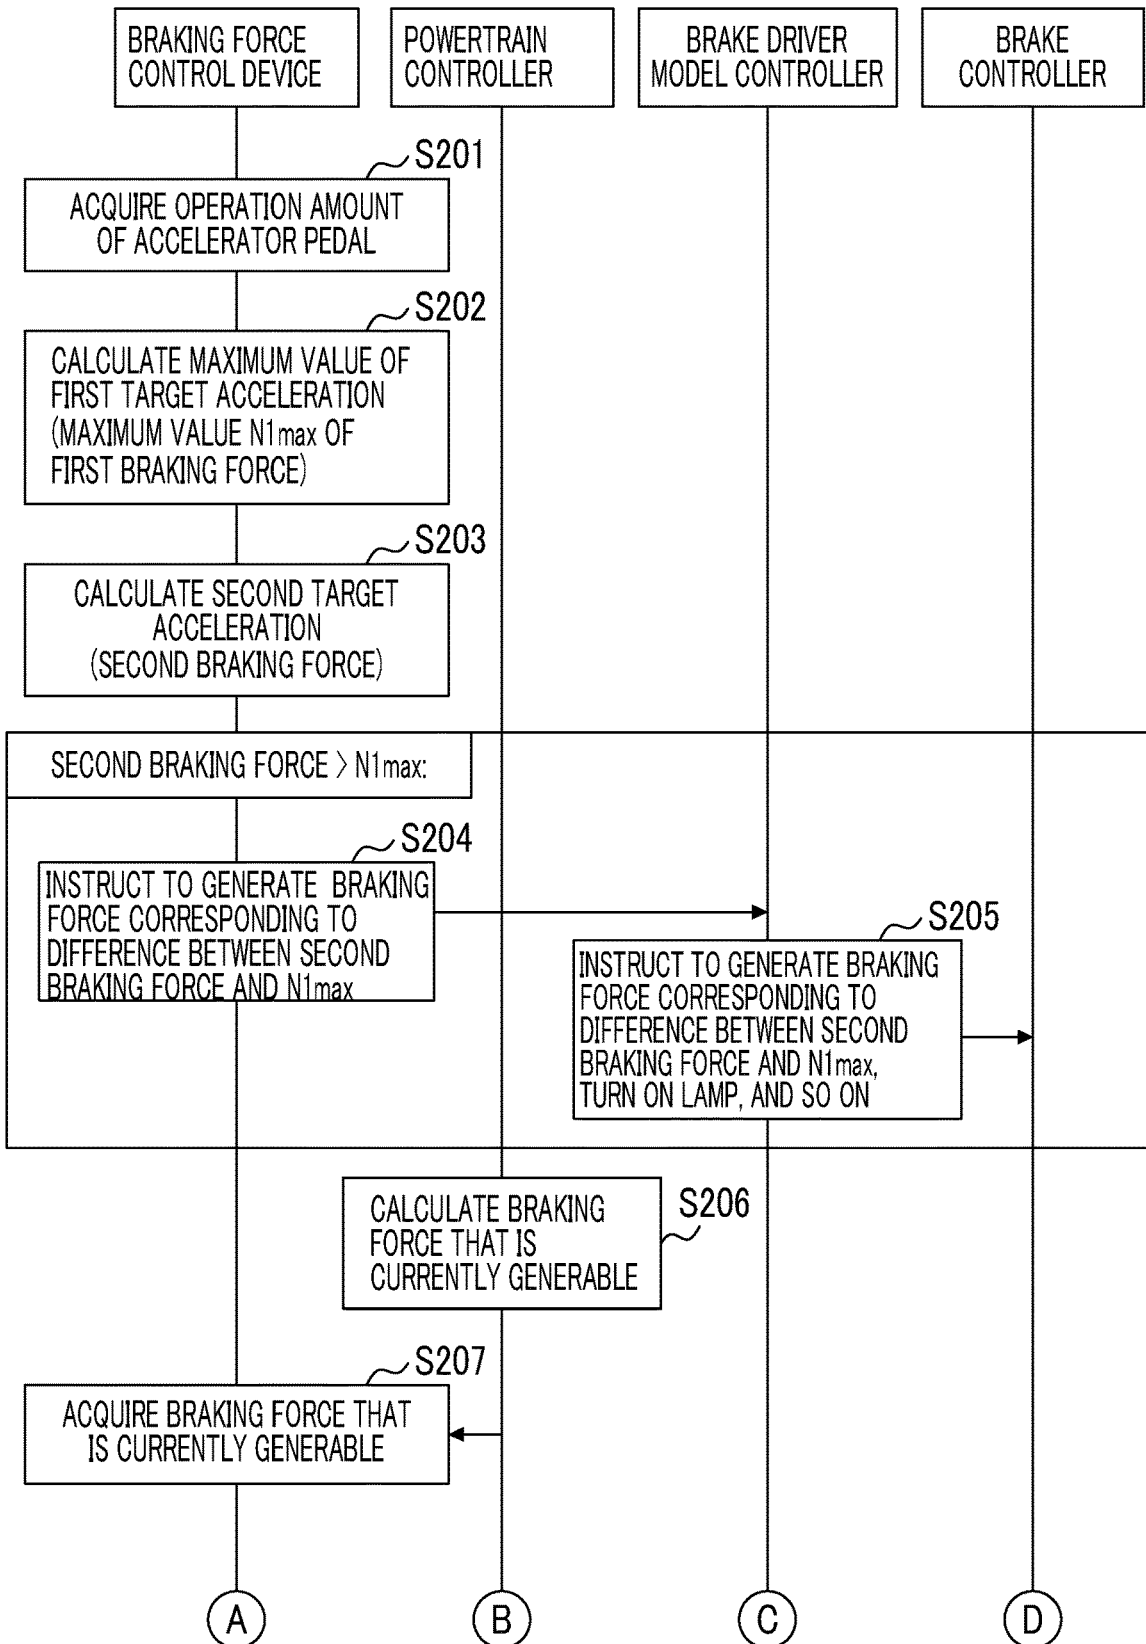 BRAKING FORCE
CONTROL DEVICE
POWERTRAIN
CONTROLLER
BRAKE DRIVER
MODEL CONTROLLER
BRAKE
CONTROLLER
S201
ACQUIRE OPERATION AMOUNT
OF ACCELERATOR PEDAL
S202
CALCULATE MAXIMUM VALUE OF
FIRST TARGET ACCELERATION
(MAXIMUM VALUE N1max OF
FIRST BRAKING FORCE)
S203
CALCULATE SECOND TARGET
ACCELERATION
(SECOND BRAKING FORCE)
SECOND BRAKING FORCE > N1max:
S204
INSTRUCT TO GENERATE BRAKING
FORCE CORRESPONDING TO
DIFFERENCE BETWEEN SECOND
BRAKING FORCE AND N1max
S205
INSTRUCT TO GENERATE BRAKING
FORCE CORRESPONDING TO
DIFFERENCE BETWEEN SECOND
BRAKING FORCE AND N1max,
TURN ON LAMP, AND SO ON
CALCULATE BRAKING
FORCE THAT IS
CURRENTLY GENERABLE
S206
S207
ACQUIRE BRAKING FORCE THAT
IS CURRENTLY GENERABLE
A
B
C
D